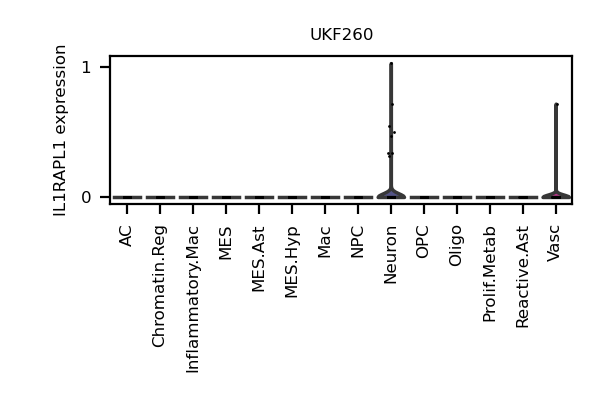 UKF260
IL1RAPL1 expression
1
0
AC
Chromatin.Reg
Inflammatory.Mac
MES
MES.Ast
MES.Hyp
Mac
NPC
Neuron
OPC
Oligo
Prolif.Metab
Reactive.Ast
Vasc